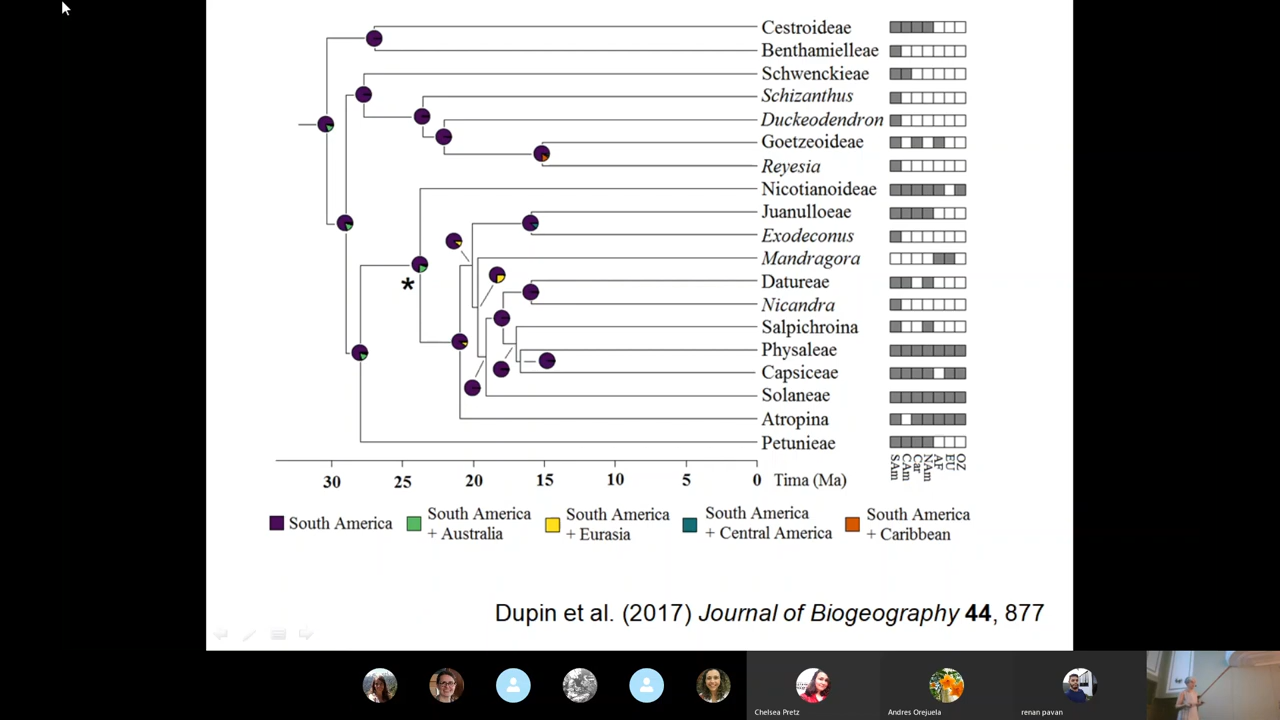 Cestroideae
Benthamielleae
Schwenckieae
Schizanthus
Duckeodendron
Goetzeoideae
Reyesia
Nicotianoideae
Juanulloeae
Exodeconus
Mandragora
Datureae
Nicandra
Salpichroina
Physaleae
Capsiceae
Solaneae
Atropina
Petunieae
*
SAm
CAm
Car
NAm
AF
EU
OZ
30 25 20 15 10 5 0 Tima (Ma)
South America
South America
+ Australia
South America
+ Eurasia
South America
+ Central America
South America
+ Caribbean
Dupin et al. (2017) Journal of Biogeography 44, 877
Chelsea Pretz
Andres Orejuela
renan pavan